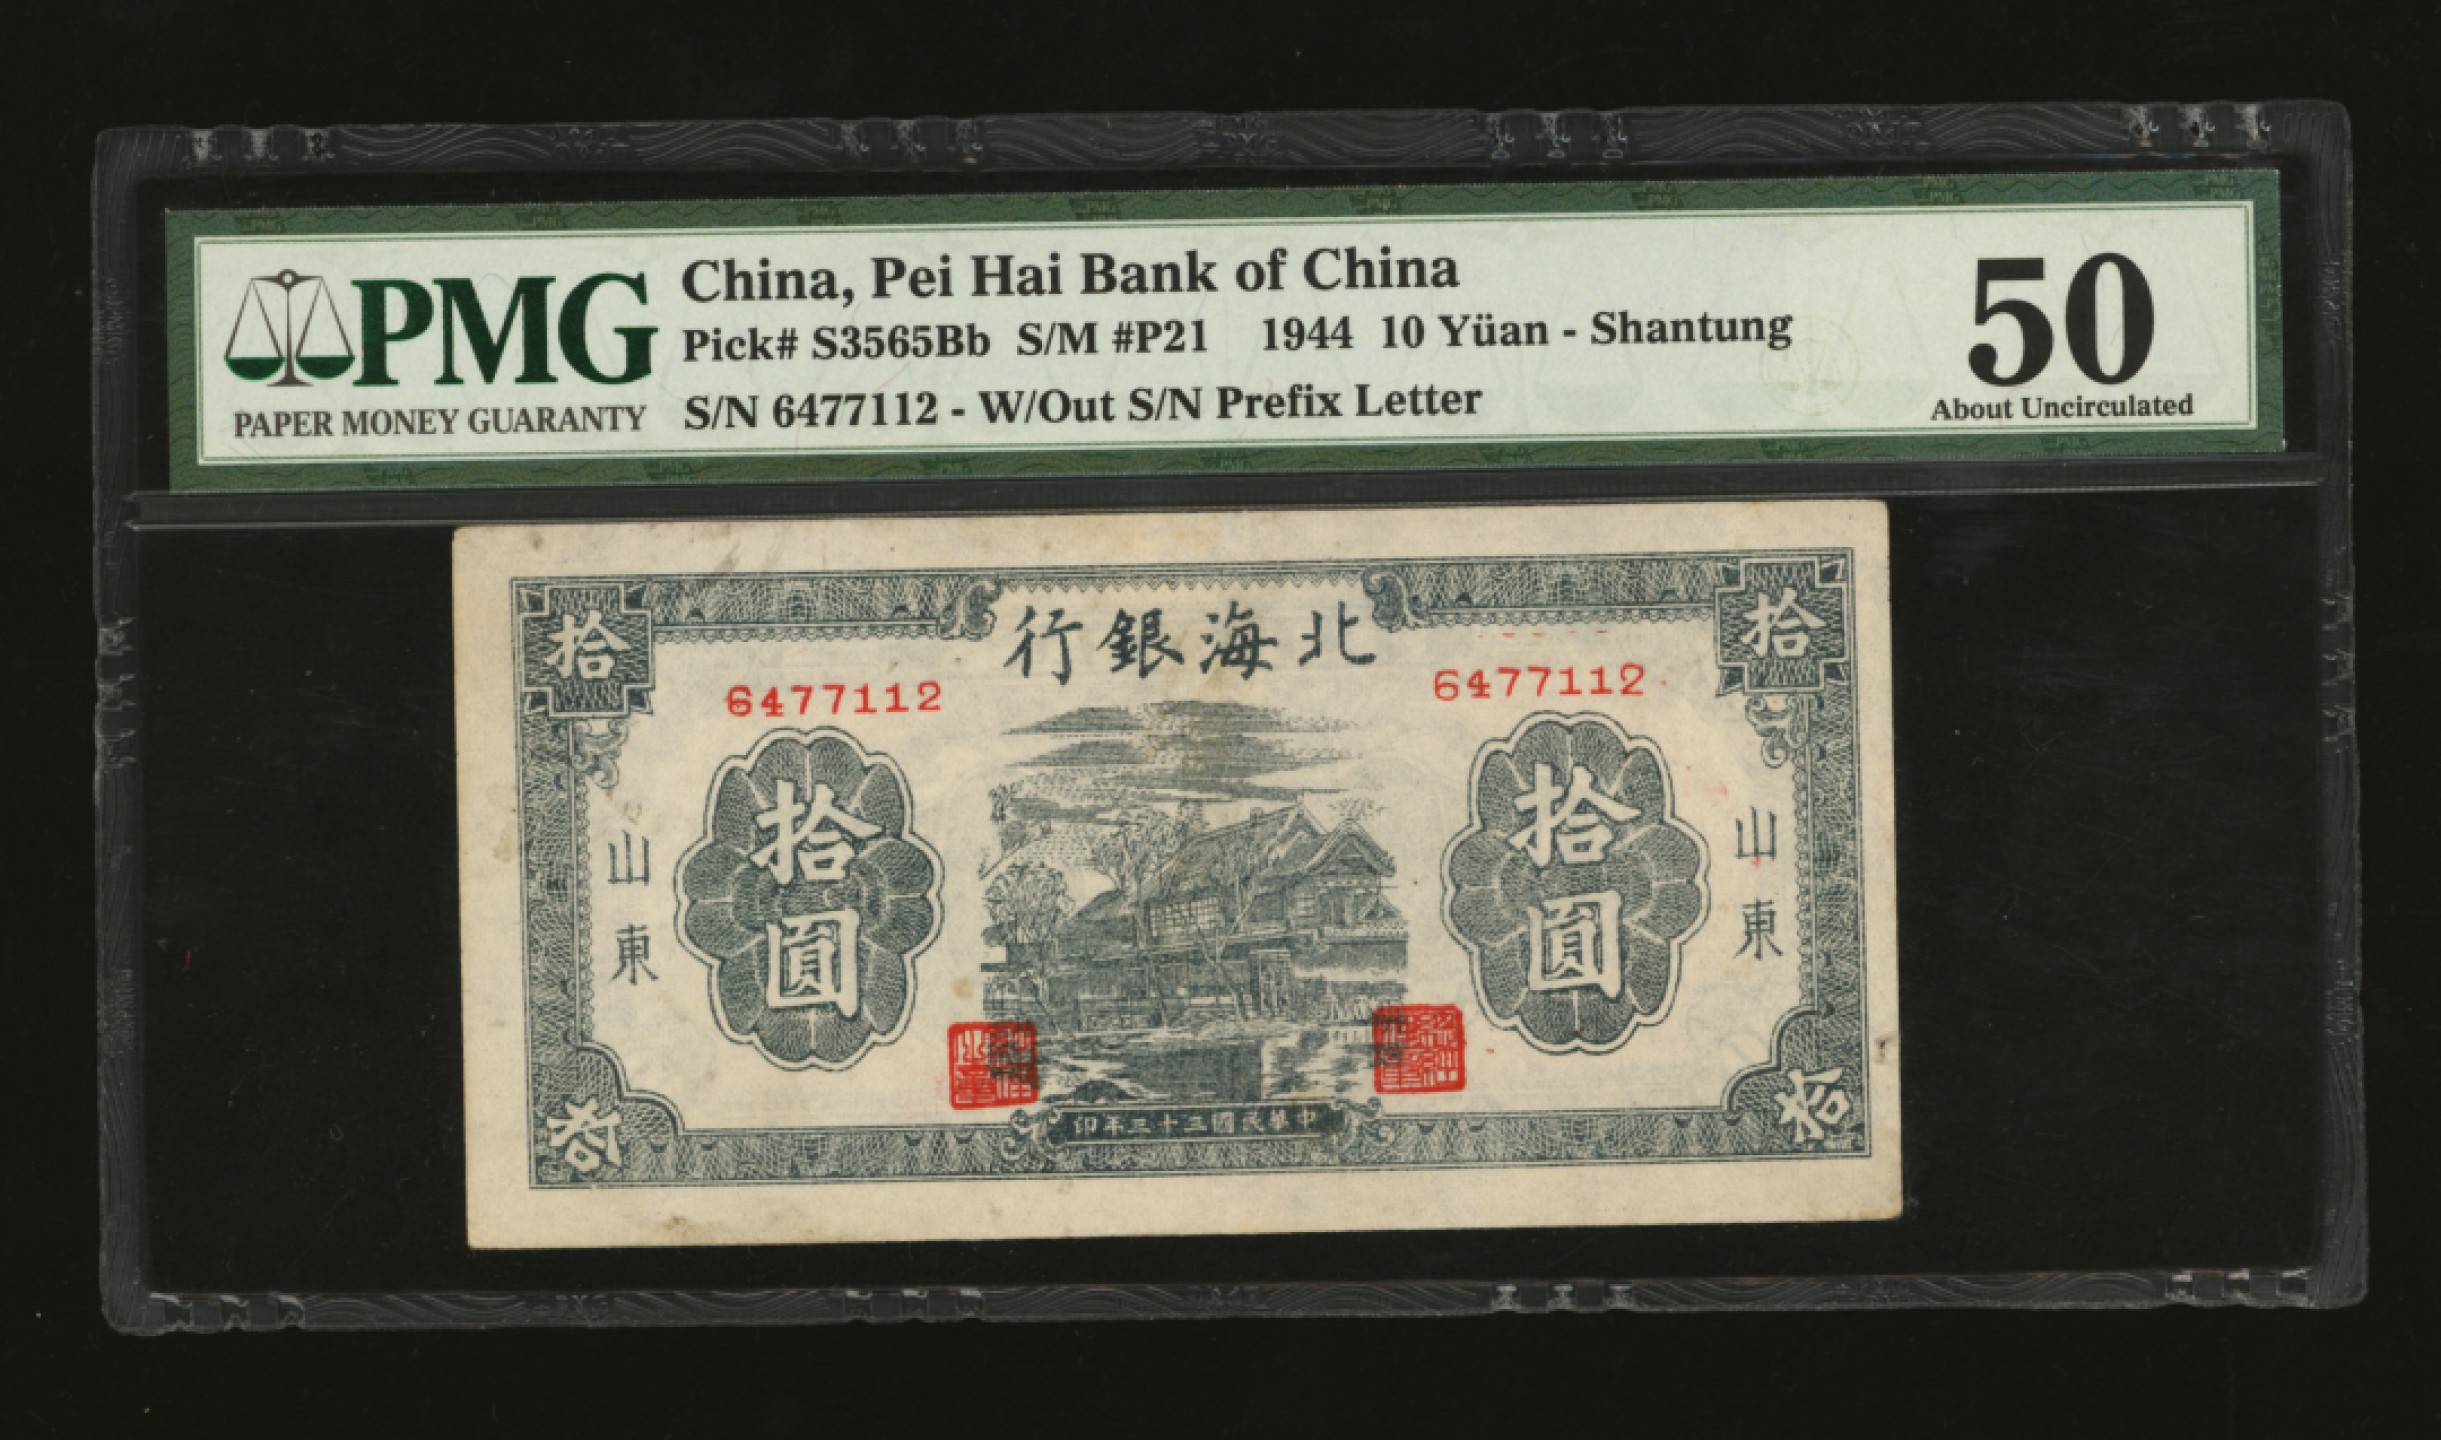 PMG
PAPER MONEY GUARANTY
China, Pei Hai Bank of China
Pick# S3565Bb S/M #P21 1944 10 Yüan - Shantung
S/N 6477112 - W/Out S/N Prefix Letter
50
About Uncirculated
行銀海北
拾
拾
6477112
6477112
拾圓
拾圓
山東
山東
印年三十三國民華中
拾
拾